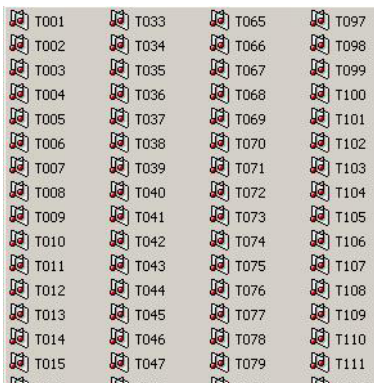 T001 T033 T065 T097
T002 T034 T066 T098
T003 T035 T067 T099
T004 T036 T068 T100
T005 T037 T069 T101
T006 T038 T070 T102
T007 T039 T071 T103
T008 T040 T072 T104
T009 T041 T073 T105
T010 T042 T074 T106
T011 T043 T075 T107
T012 T044 T076 T108
T013 T045 T077 T109
T014 T046 T078 T110
T015 T047 T079 T111